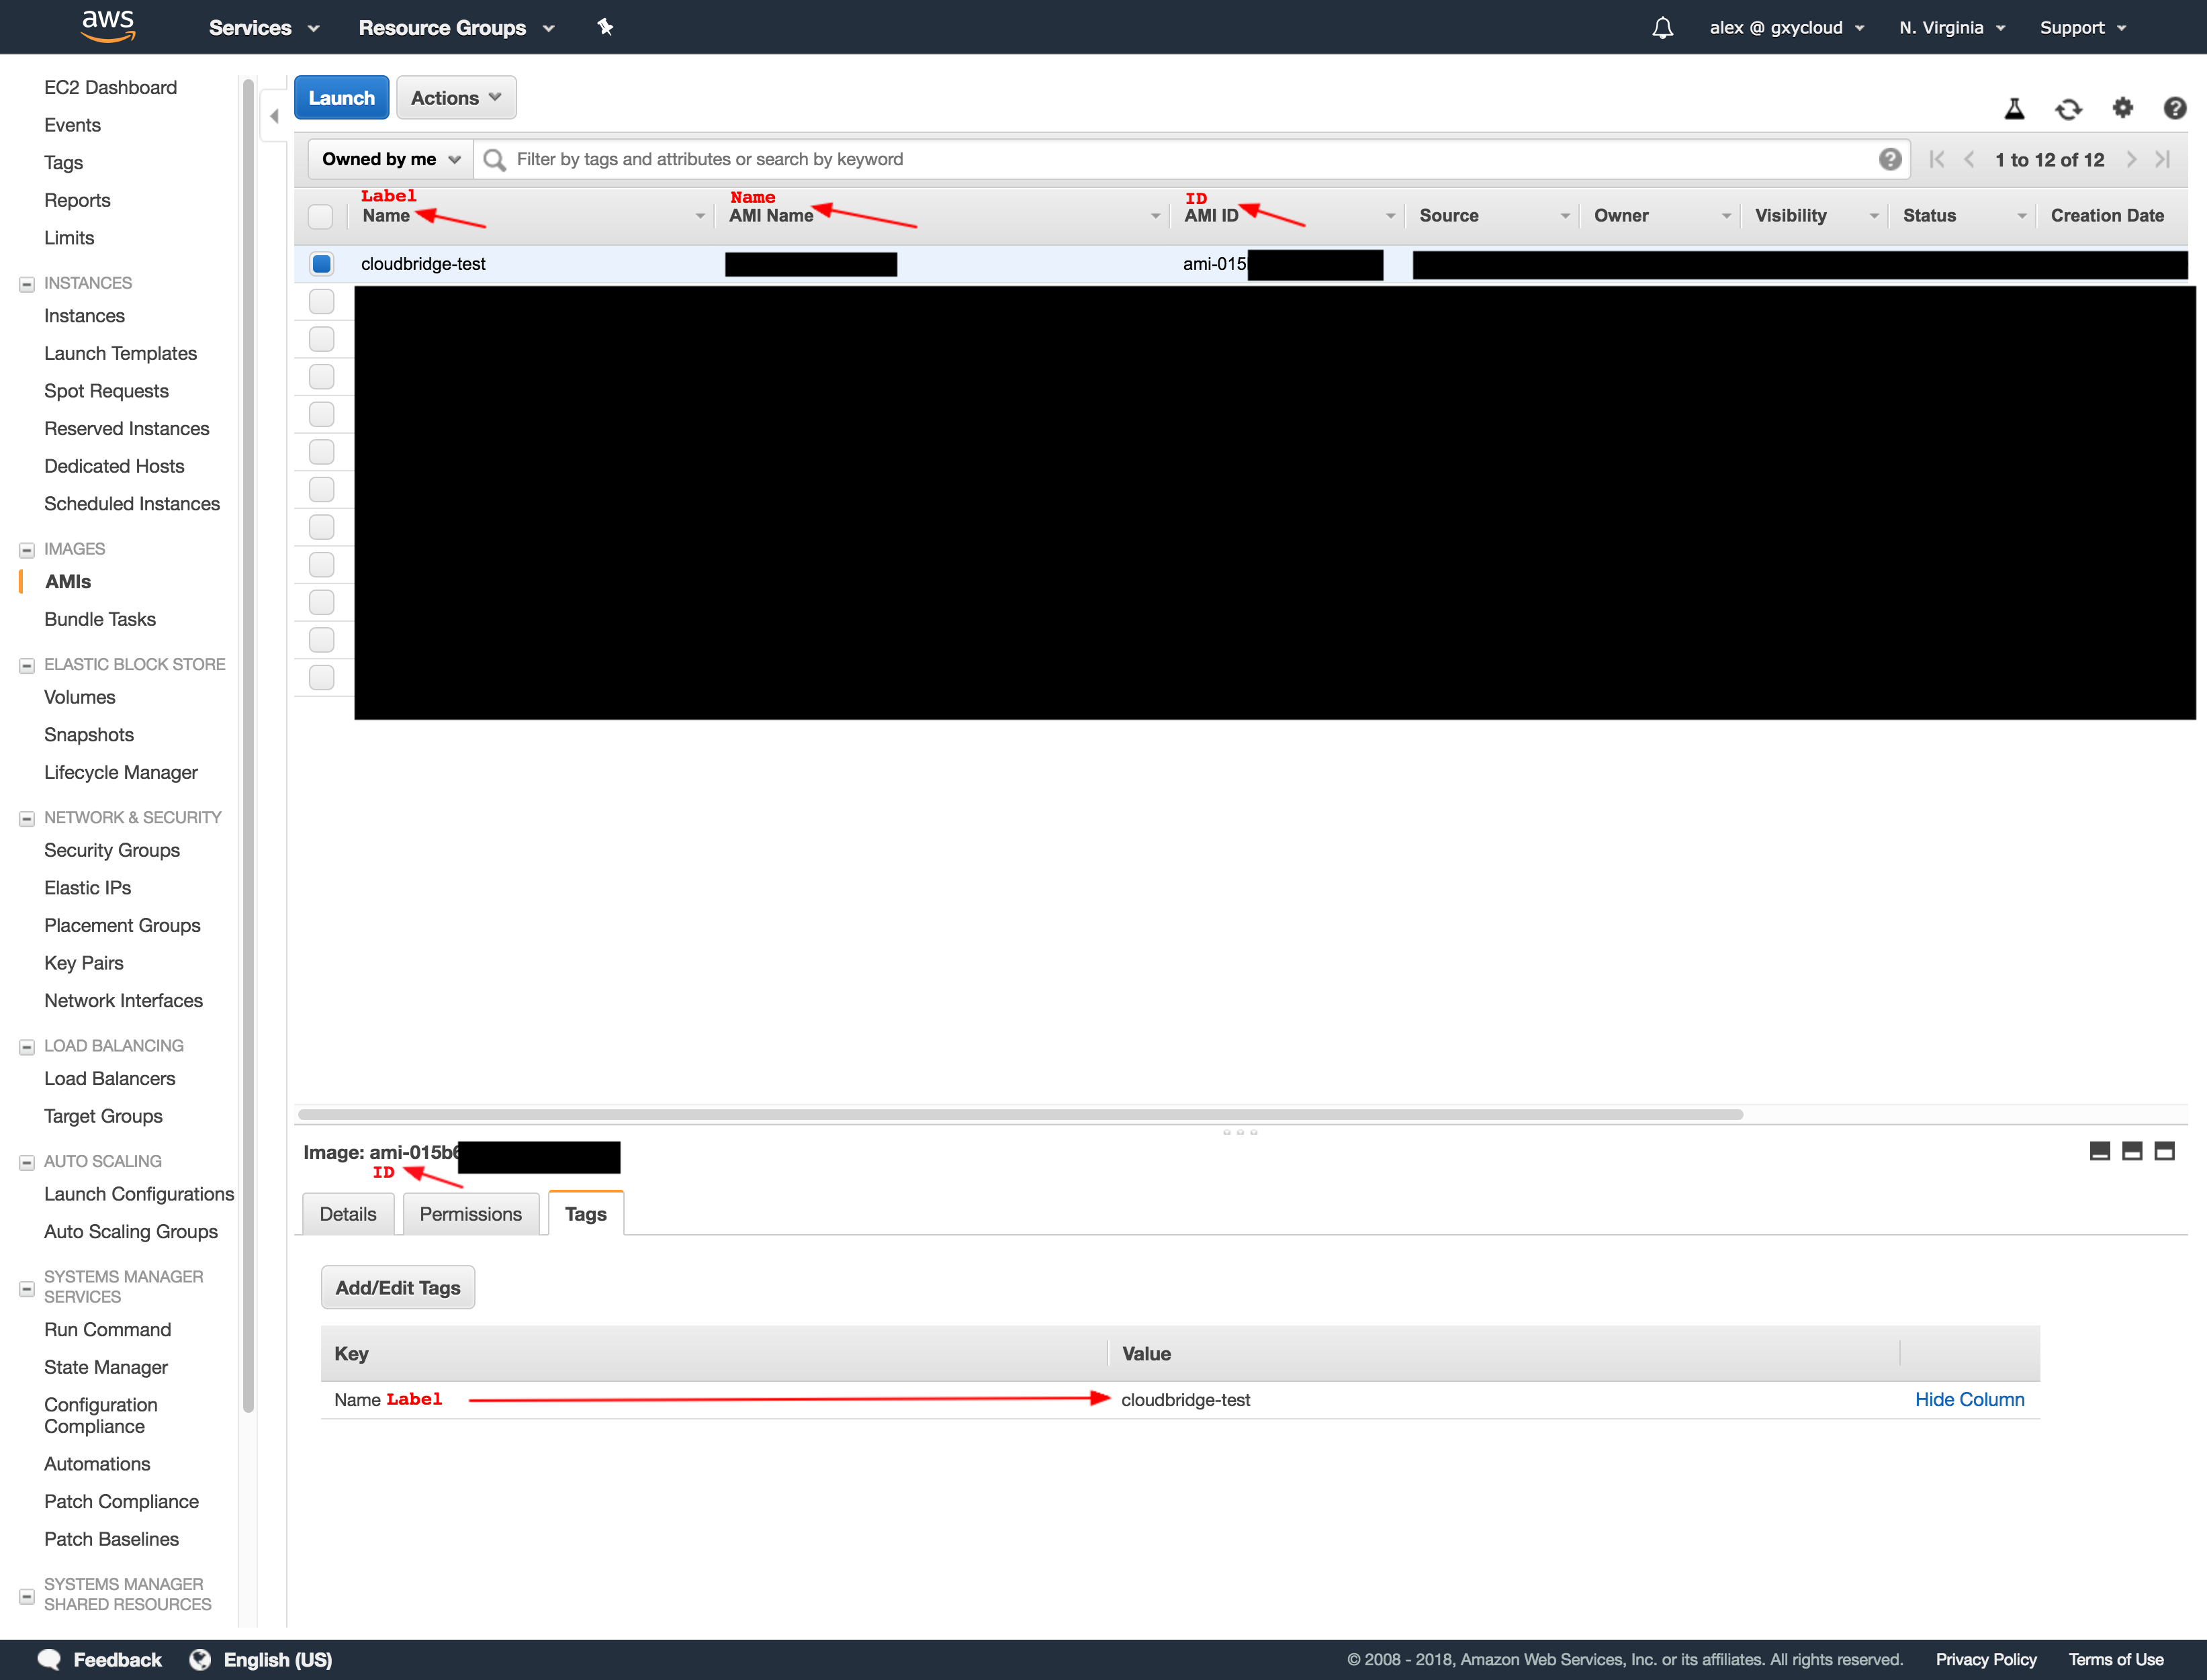 aws Services Resource Groups alex @ gxycloud N. Virginia Support
EC2 Dashboard
Events
Tags
Reports
Limits
INSTANCES
Instances
Launch Templates
Spot Requests
Reserved Instances
Dedicated Hosts
Scheduled Instances
IMAGES
AMIs
Bundle Tasks
ELASTIC BLOCK STORE
Volumes
Snapshots
Lifecycle Manager
NETWORK & SECURITY
Security Groups
Elastic IPs
Placement Groups
Key Pairs
Network Interfaces
LOAD BALANCING
Load Balancers
Target Groups
AUTO SCALING
Launch Configurations
Auto Scaling Groups
SYSTEMS MANAGER
SERVICES
Run Command
State Manager
Configuration
Compliance
Automations
Patch Compliance
Patch Baselines
SYSTEMS MANAGER
SHARED RESOURCES
Launch Actions
Owned by me Filter by tags and attributes or search by keyword 1 to 12 of 12
Label Name ID
Name AMI Name AMI ID Source Owner Visibility Status Creation Date
cloudbridge-test ami-015
Image: ami-015b6
ID
Details Permissions Tags
Add/Edit Tags
Key Value
Name Label cloudbridge-test Hide Column
Feedback English (US) © 2008 - 2018, Amazon Web Services, Inc. or its affiliates. All rights reserved. Privacy Policy Terms of Use